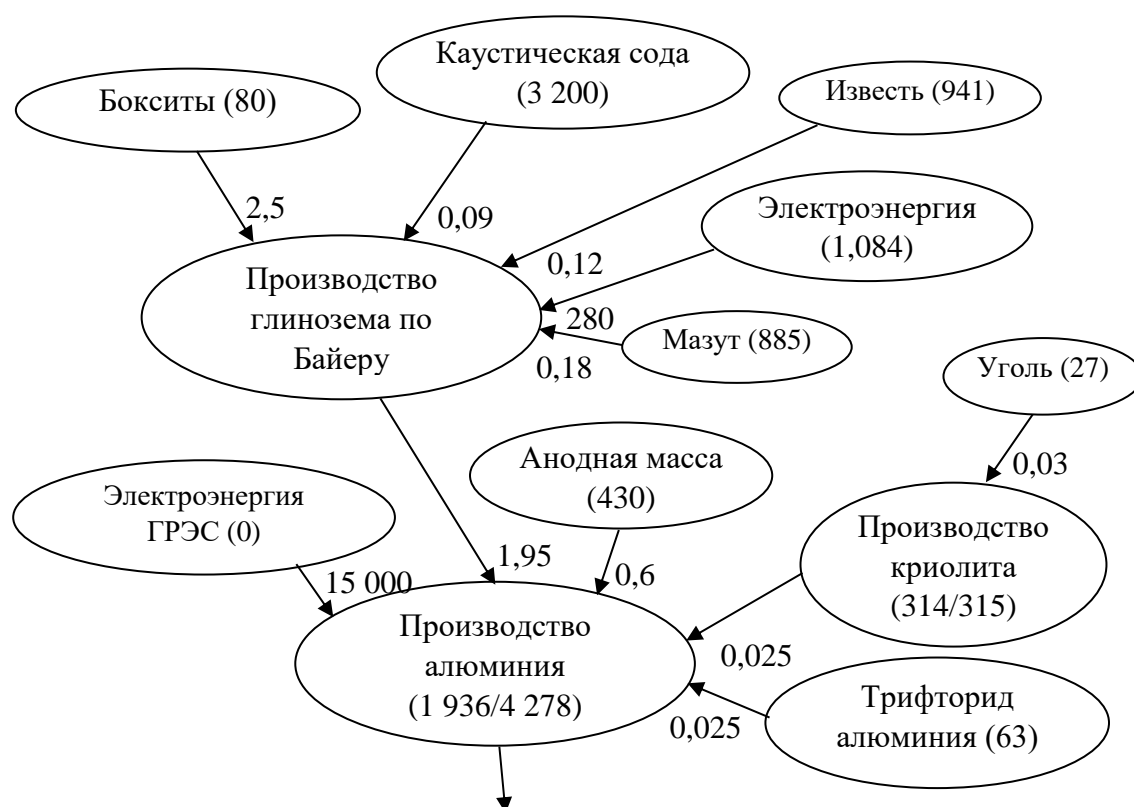 Каустическая сода
(3 200)
Бокситы (80)
Известь (941)
2,5
0,09
Электроэнергия
(1,084)
0,12
Производство
глинозема по
Байеру
280
Мазут (885)
0,18
Уголь (27)
Анодная масса
(430)
0,03
Электроэнергия
ГРЭС (0)
Производство
криолита
(314/315)
1,95
0,6
15 000
Производство
алюминия
(1 936/4 278)
0,025
Трифторид
алюминия (63)
0,025